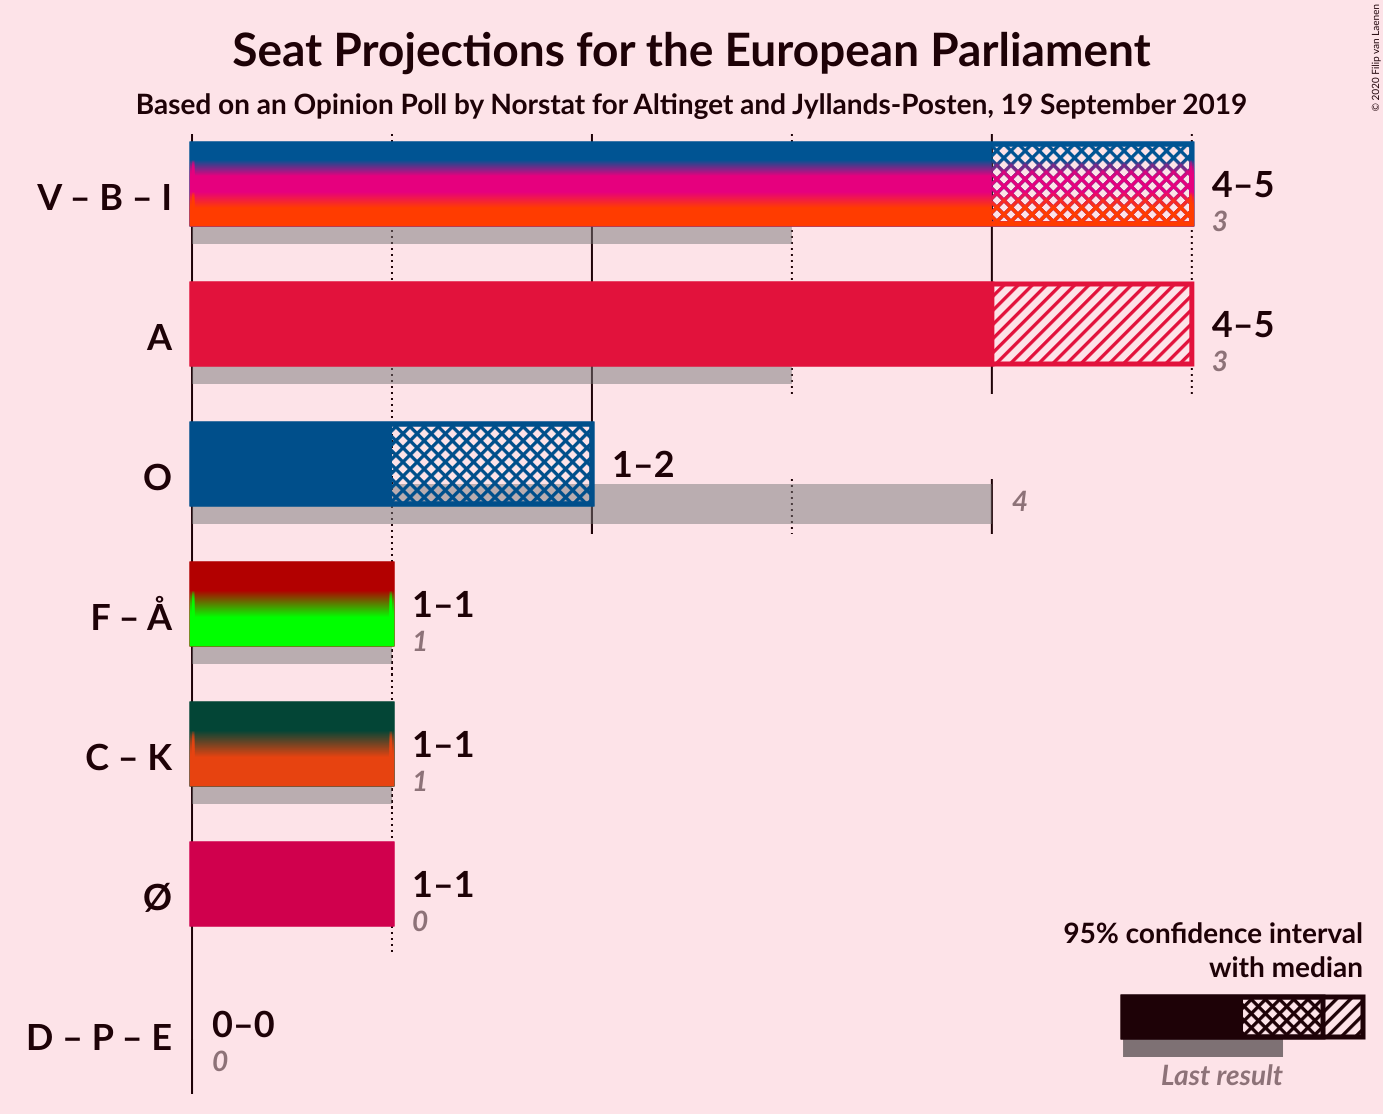 Seat Projections for the European Parliament
Based on an Opinion Poll by Norstat for Altinget and Jyllands-Posten, 19 September 2019
© 2020 Filip van Laenen
V – B – I
4–5
3
A
4–5
3
O
1–2
4
F – Å
1–1
1
C – K
1–1
1
Ø
1–1
0
D – P – E
0–0
0
95% confidence interval
with median
Last result